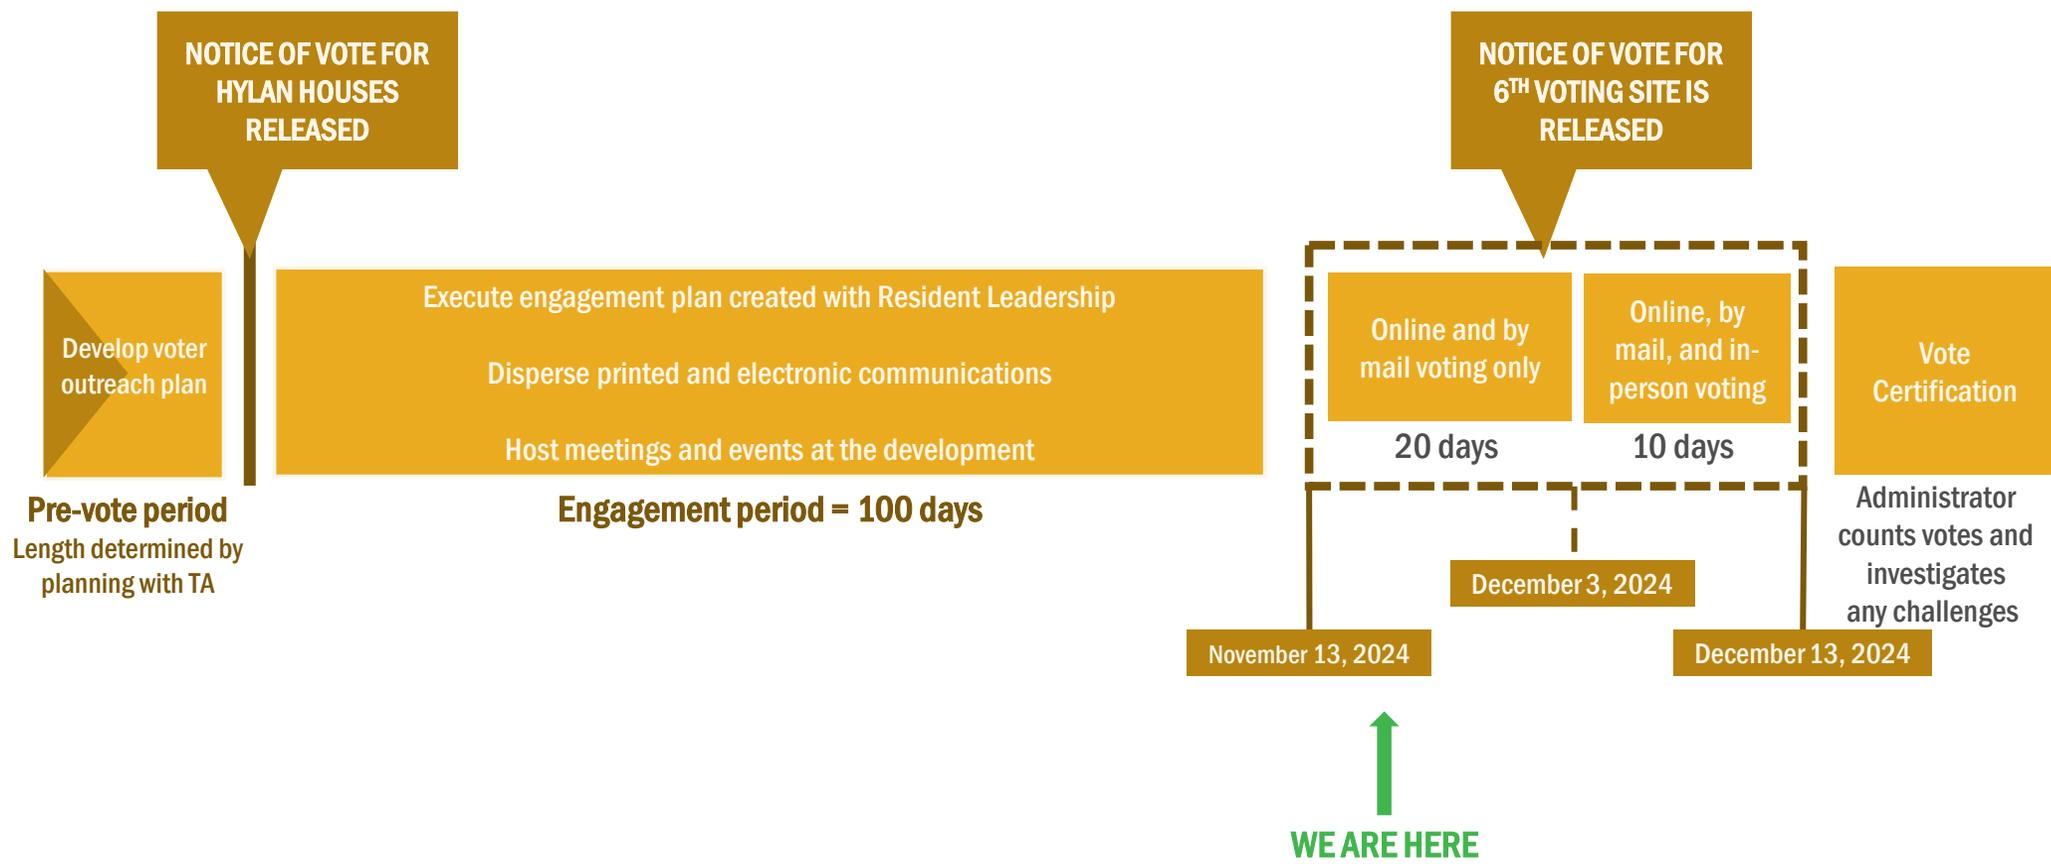 NOTICE OF VOTE FOR
HYLAN HOUSES
RELEASED
NOTICE OF VOTE FOR
6TH VOTING SITE IS
RELEASED
Develop voter
outreach plan
Execute engagement plan created with Resident Leadership
Disperse printed and electronic communications
Host meetings and events at the development
Online and by
mail voting only
Online, by
mail, and in-
person voting
Vote
Certification
20 days
10 days
Pre-vote period
Length determined by
planning with TA
Engagement period = 100 days
Administrator
counts votes and
investigates
any challenges
December 3, 2024
November 13, 2024
December 13, 2024
WE ARE HERE